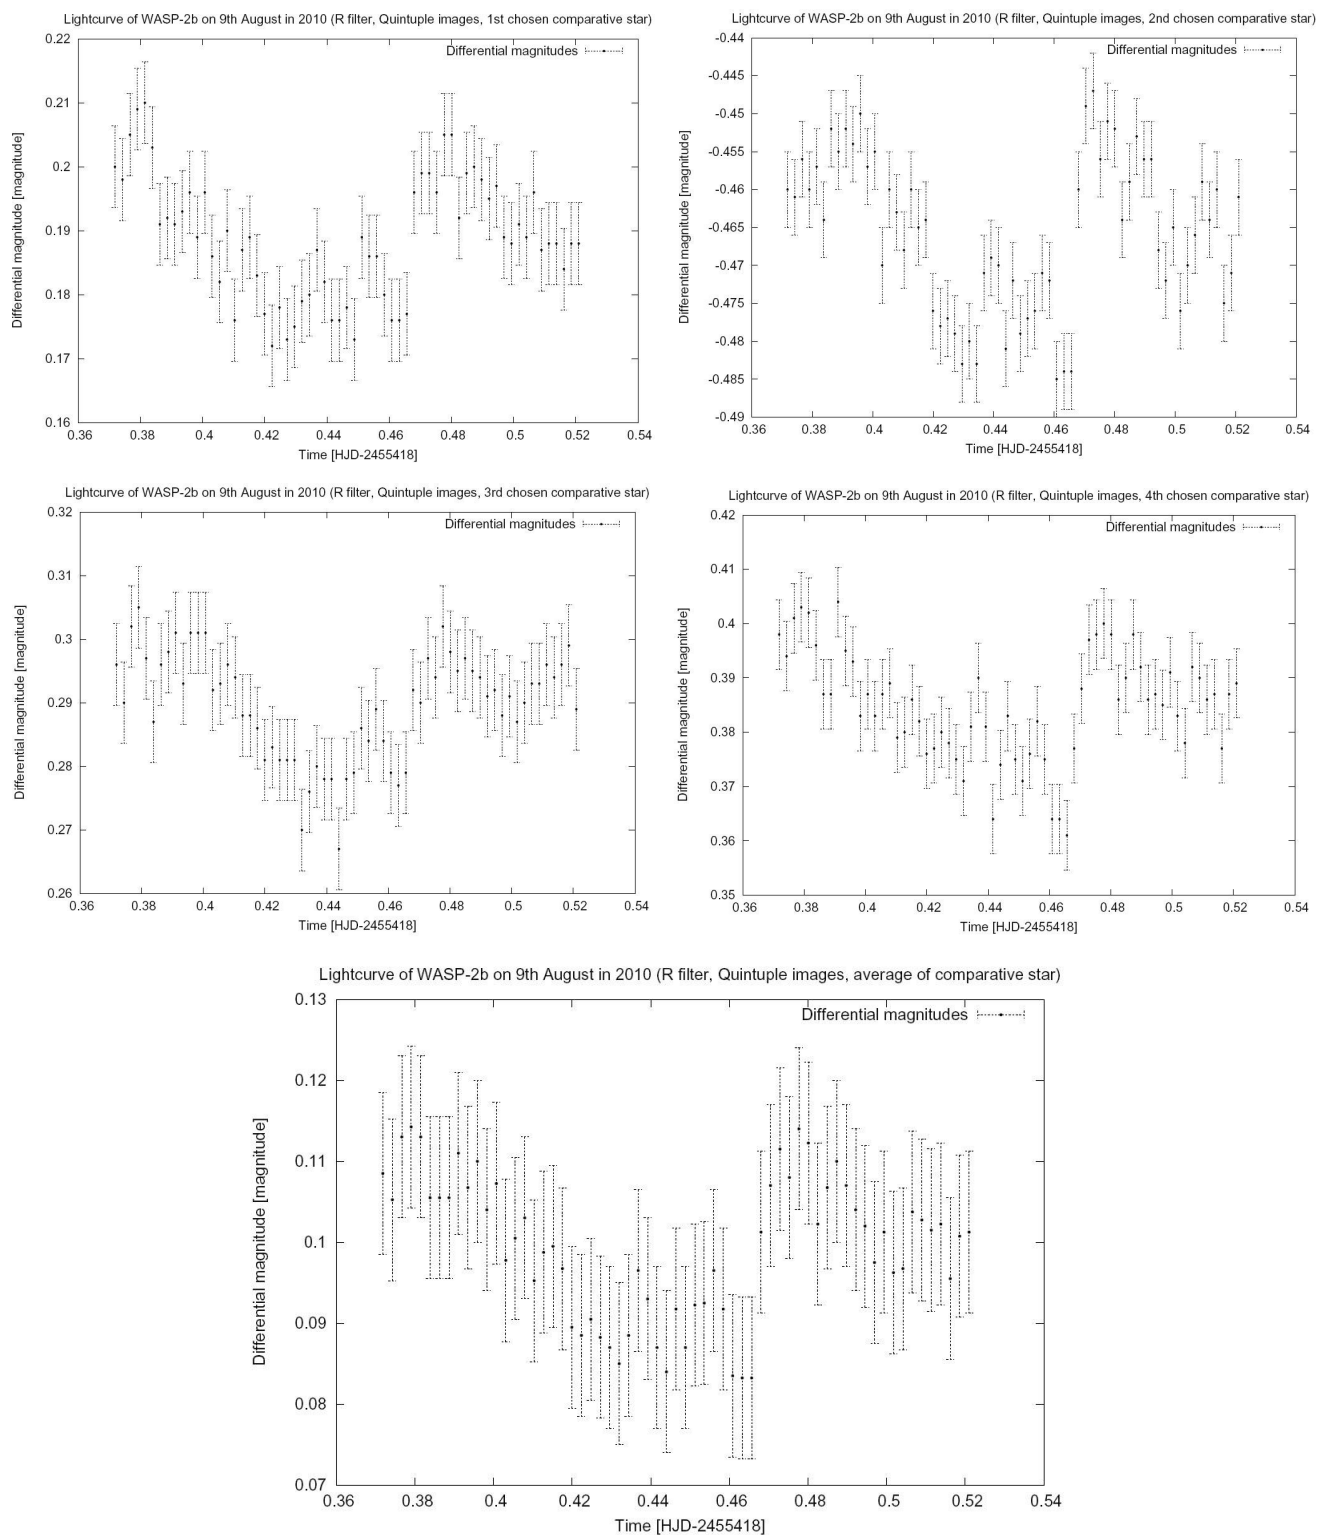 Lightcurve of WASP-2b on 9th August in 2010 (R filter, Quintuple images, 1st chosen comparative star)
0.22
0.21
0.2
0.19
0.18
0.17
0.16
Differential magnitude [magnitude]
Differential magnitudes
0.36 0.38 0.4 0.42 0.44 0.46 0.48 0.5 0.52 0.54
Time [HJD-2455418]
Lightcurve of WASP-2b on 9th August in 2010 (R filter, Quintuple images, 2nd chosen comparative star)
-0.44
-0.445
-0.45
-0.455
-0.46
-0.465
-0.47
-0.475
-0.48
-0.485
-0.49
Differential magnitude [magnitude]
Differential magnitudes
0.36 0.38 0.4 0.42 0.44 0.46 0.48 0.5 0.52 0.54
Time [HJD-2455418]
Lightcurve of WASP-2b on 9th August in 2010 (R filter, Quintuple images, 3rd chosen comparative star)
0.32
0.31
0.3
0.29
0.28
0.27
0.26
Differential magnitude [magnitude]
Differential magnitudes
0.36 0.38 0.4 0.42 0.44 0.46 0.48 0.5 0.52 0.54
Time [HJD-2455418]
Lightcurve of WASP-2b on 9th August in 2010 (R filter, Quintuple images, 4th chosen comparative star)
0.42
0.41
0.4
0.39
0.38
0.37
0.36
0.35
Differential magnitude [magnitude]
Differential magnitudes
0.36 0.38 0.4 0.42 0.44 0.46 0.48 0.5 0.52 0.54
Time [HJD-2455418]
Lightcurve of WASP-2b on 9th August in 2010 (R filter, Quintuple images, average of comparative star)
0.13
0.12
0.11
0.1
0.09
0.08
0.07
Differential magnitude [magnitude]
Differential magnitudes
0.36 0.38 0.4 0.42 0.44 0.46 0.48 0.5 0.52 0.54
Time [HJD-2455418]